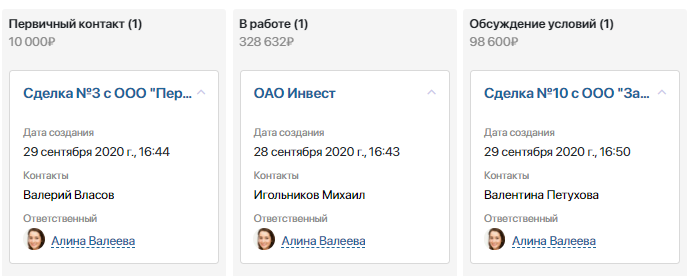 Первичный контакт (1)
10 000₽
Сделка №3 с ООО "Пер...
Дата создания
29 сентября 2020 г., 16:44
Контакты
Валерий Власов
Ответственный
Алина Валеева
В работе (1)
328 632₽
ОАО Инвест
Дата создания
28 сентября 2020 г., 16:43
Контакты
Игольников Михаил
Ответственный
Алина Валеева
Обсуждение условий (1)
98 600₽
Сделка №10 с ООО "За...
Дата создания
29 сентября 2020 г., 16:50
Контакты
Валентина Петухова
Ответственный
Алина Валеева